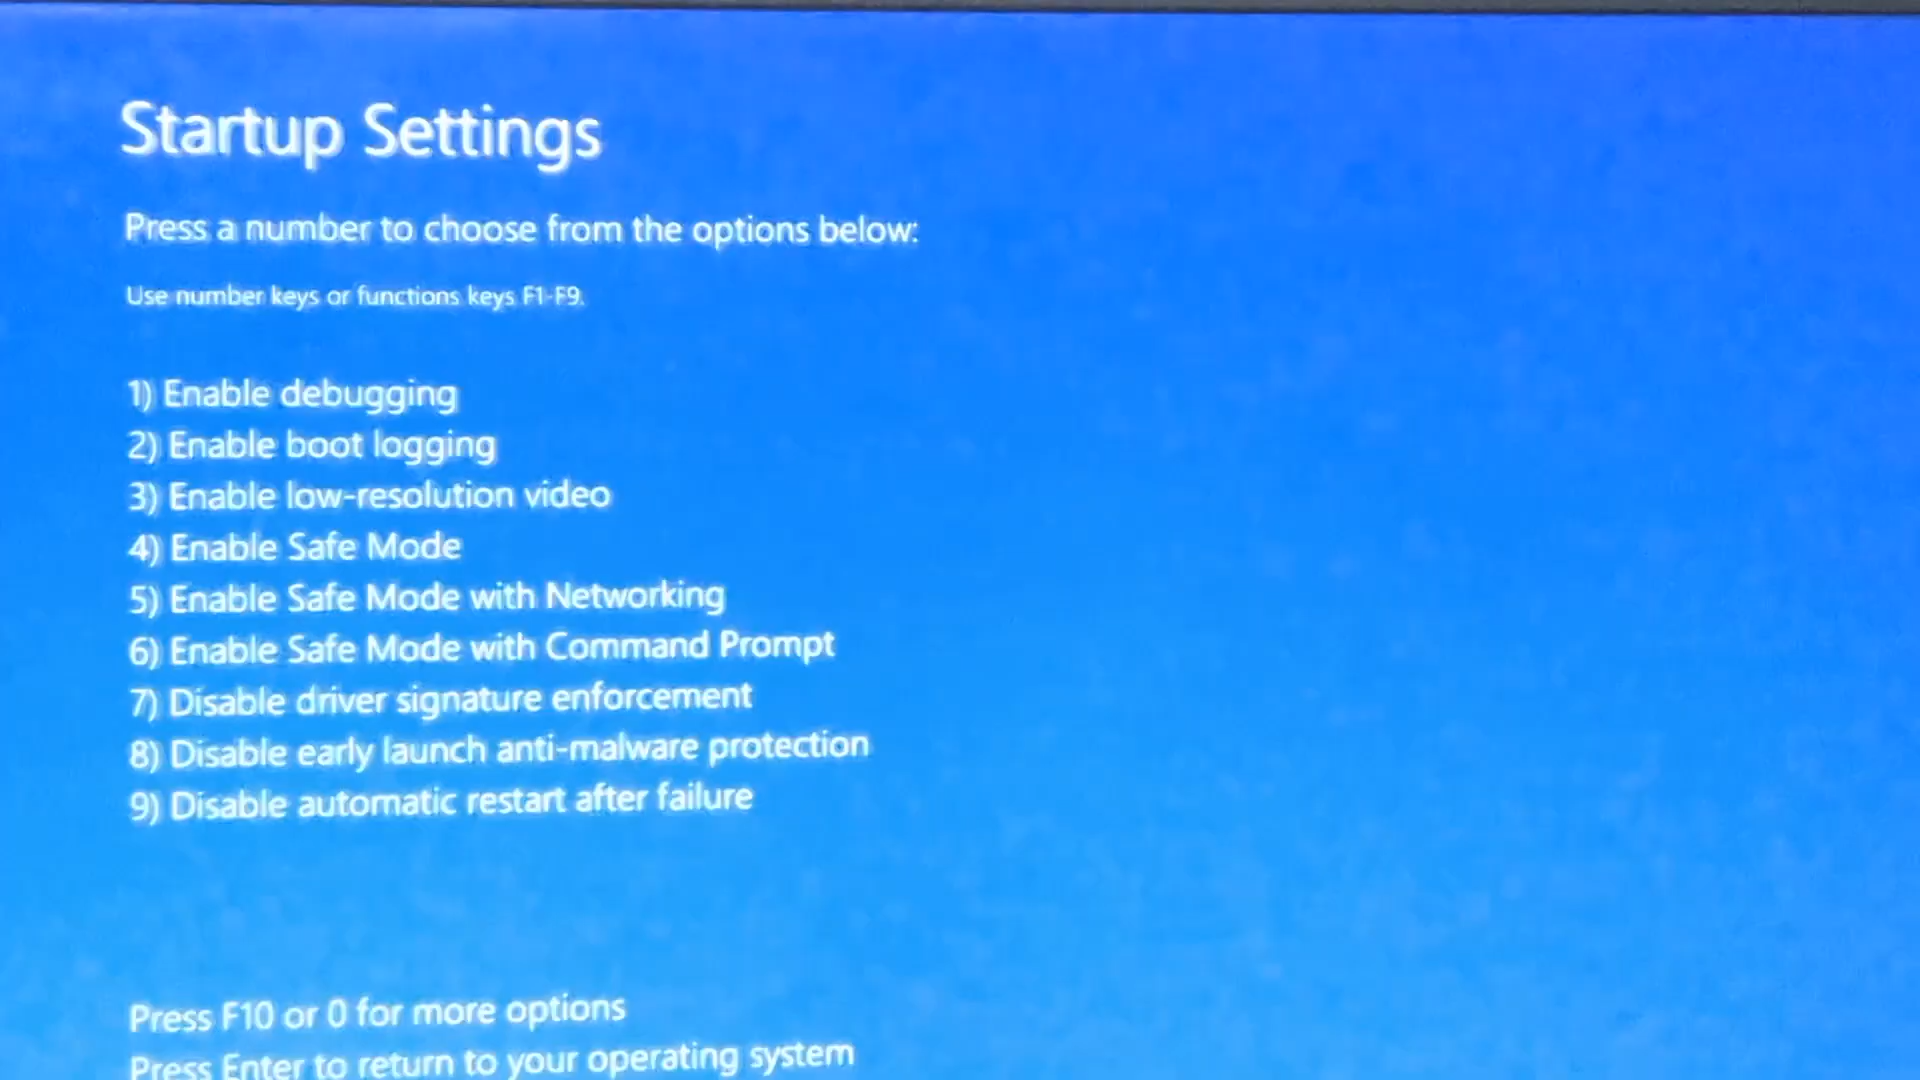 Startup Settings
Press a number to choose from the options below:
Use number keys or functions keys F1-F9.
1) Enable debugging
2) Enable boot logging
3) Enable low-resolution video
4) Enable Safe Mode
5) Enable Safe Mode with Networking
6) Enable Safe Mode with Command Prompt
7) Disable driver signature enforcement
8) Disable early launch anti-malware protection
9) Disable automatic restart after failure
Press F10 or 0 for more options
Press Enter to return to your operating system